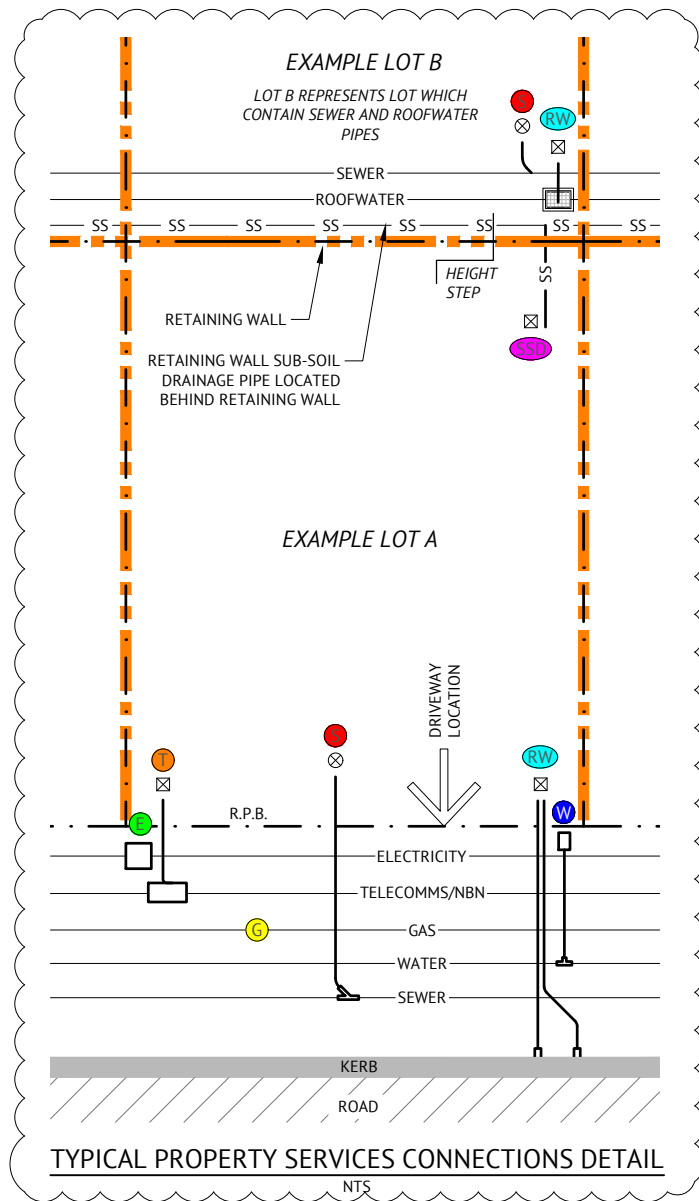 EXAMPLE LOT B
LOT B REPRESENTS LOT WHICH
CONTAIN SEWER AND ROOFWATER
PIPES
S
RW
SEWER
ROOFWATER
SS SS SS SS SS SS SS
HEIGHT
STEP
SS
RETAINING WALL
SSD
RETAINING WALL SUB-SOIL
DRAINAGE PIPE LOCATED
BEHIND RETAINING WALL
EXAMPLE LOT A
DRIVEWAY
LOCATION
T
S
RW
E
R.P.B.
W
ELECTRICITY
TELECOMMS/NBN
G
GAS
WATER
SEWER
KERB
ROAD
TYPICAL PROPERTY SERVICES CONNECTIONS DETAIL
NTS